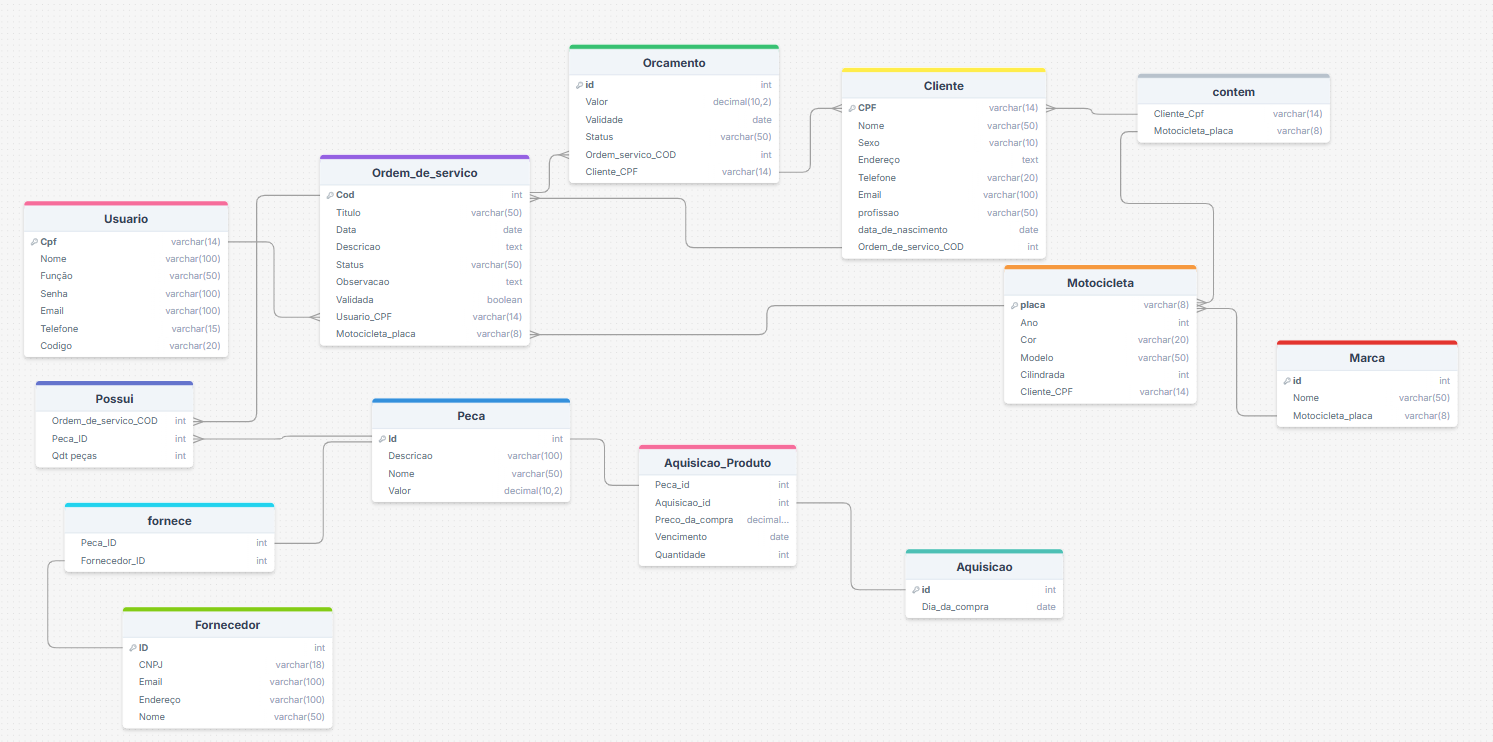 Orcamento
id int
Valor decimal(10,2)
Validade date
Status varchar(50)
Ordem_servico_COD int
Cliente_CPF varchar(14)
Cliente
CPF varchar(14)
Nome varchar(50)
Sexo varchar(10)
Endereço text
Telefone varchar(20)
Email varchar(100)
profissao varchar(50)
data_de_nascimento date
Ordem_de_servico_COD int
contem
Cliente_Cpf varchar(14)
Motocicleta_placa varchar(8)
Ordem_de_servico
Cod int
Titulo varchar(50)
Data date
Descricao text
Status varchar(50)
Observacao text
Validada boolean
Usuario_CPF varchar(14)
Motocicleta_placa varchar(8)
Usuario
Cpf varchar(14)
Nome varchar(100)
Função varchar(50)
Senha varchar(100)
Email varchar(100)
Telefone varchar(15)
Codigo varchar(20)
Motocicleta
placa varchar(8)
Ano int
Cor varchar(20)
Modelo varchar(50)
Cilindrada int
Cliente_CPF varchar(14)
Marca
id int
Nome varchar(50)
Motocicleta_placa varchar(8)
Possui
Ordem_de_servico_COD int
Peca_ID int
Qdt peças int
Peca
Id int
Descricao varchar(100)
Nome varchar(50)
Valor decimal(10,2)
Aquisicao_Produto
Peca_id int
Aquisicao_id int
Preco_da_compra decimal...
Vencimento date
Quantidade int
fornece
Peca_ID int
Fornecedor_ID int
Aquisicao
id int
Dia_da_compra date
Fornecedor
ID int
CNPJ varchar(18)
Email varchar(100)
Endereço varchar(100)
Nome varchar(50)